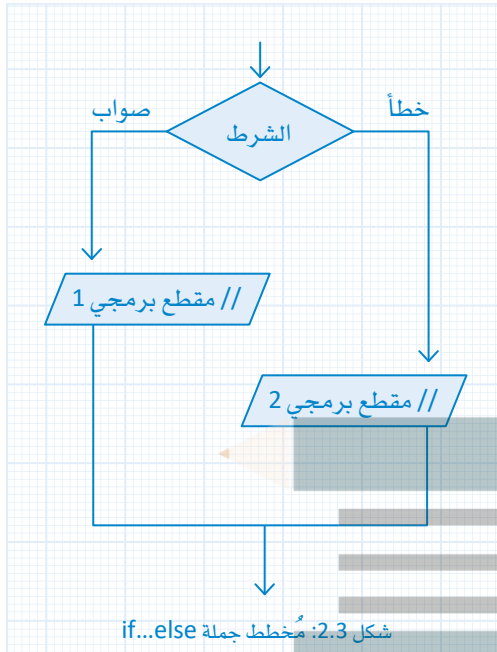 خطأ
صواب
الشرط
// مقطع برمجي 1
// مقطع برمجي 2
شكل 2.3: مُخطط جملة if...else